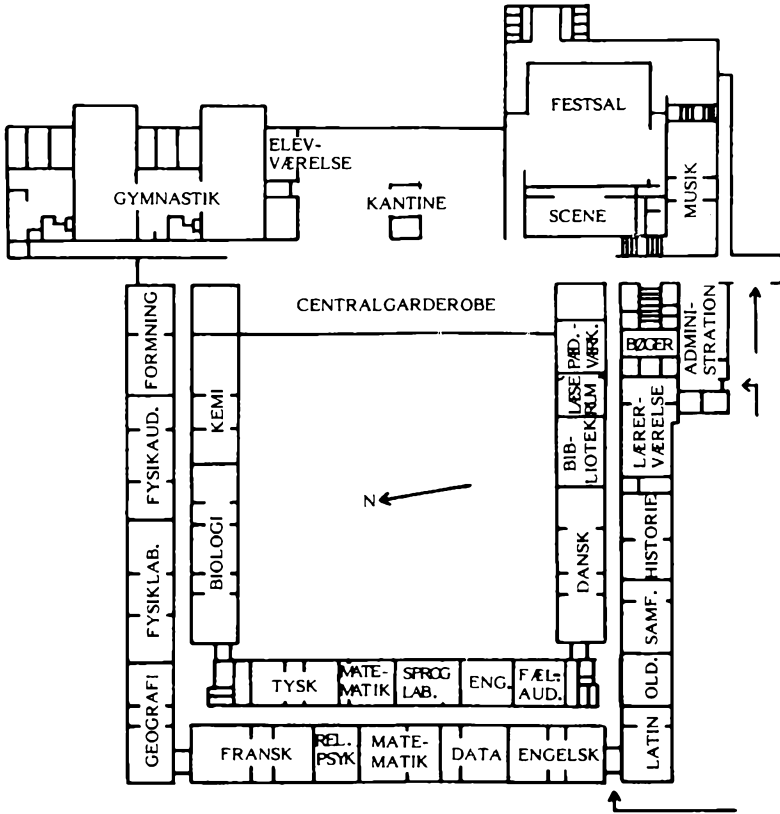 FESTSAL
ELEV-
VÆRELSE
GYMNASTIK
KANTINE
SCENE
MUSIK
CENTRALGARDEROBE
FORMNING
KEMI
PÆD.-
VÆRK.
BØGER
ADMINI-
STRATION
LÆSE
RUM
FYSIKAUD.
BIB-
LIOTEK
LÆRER-
VÆRELSE
N
BIOLOGI
DANSK
HISTORIE
FYSIKLAB.
SAMF.
GEOGRAFI
TYSK
MATE-
MATIK
SPROG
LAB.
ENG.
FÆL-
AUD.
OLD.
FRANSK
REL.
PSYK
MATE-
MATIK
DATA
ENGELSK
LATIN